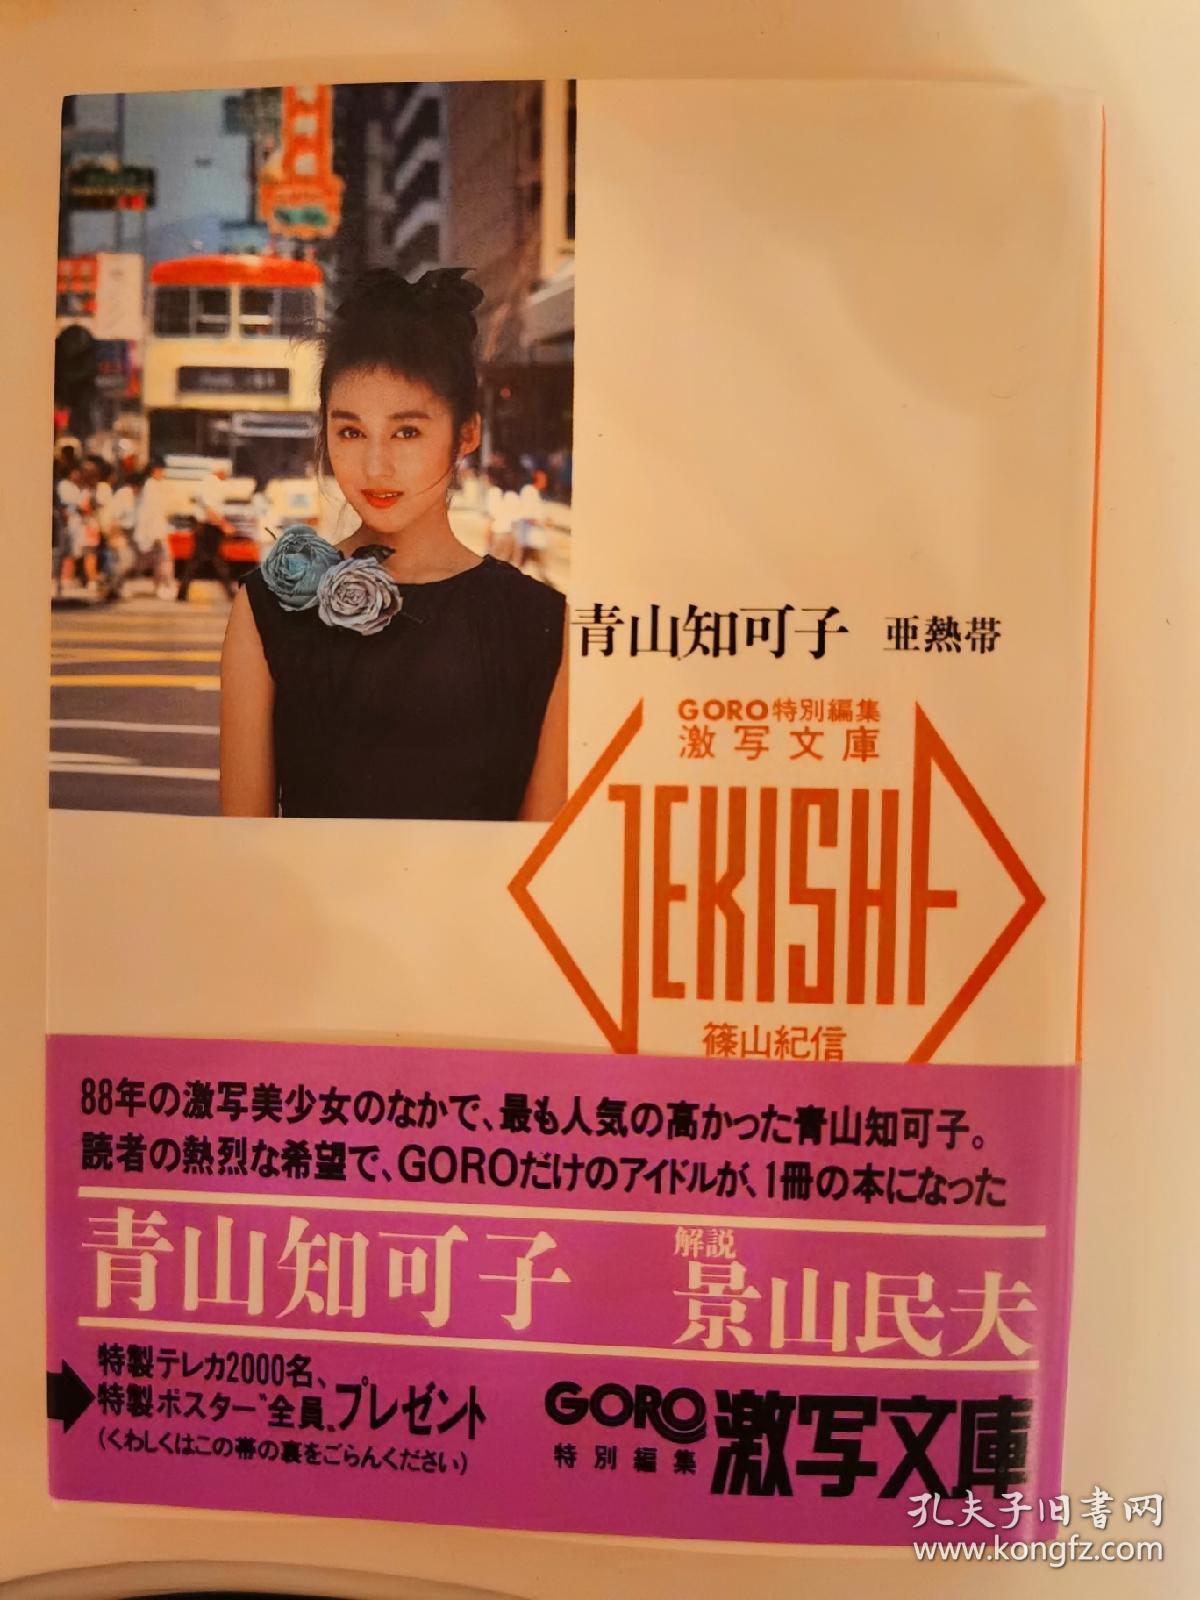 青山知可子 亜熱帯
GORO特別編集
激写文庫
GEKISHA
篠山紀信
88年の激写美少女のなかで、最も人気の高かった青山知可子。
読者の熱烈な希望で、GOROだけのアイドルが、1冊の本になった
青山知可子
解説
景山民夫
特製テレカ2000名、
特製ポスター“全員„プレゼント
(くわしくはこの帯の裏をごらんください)
GORO
特別編集
激写文庫
孔夫子旧书网
www.kongfz.com